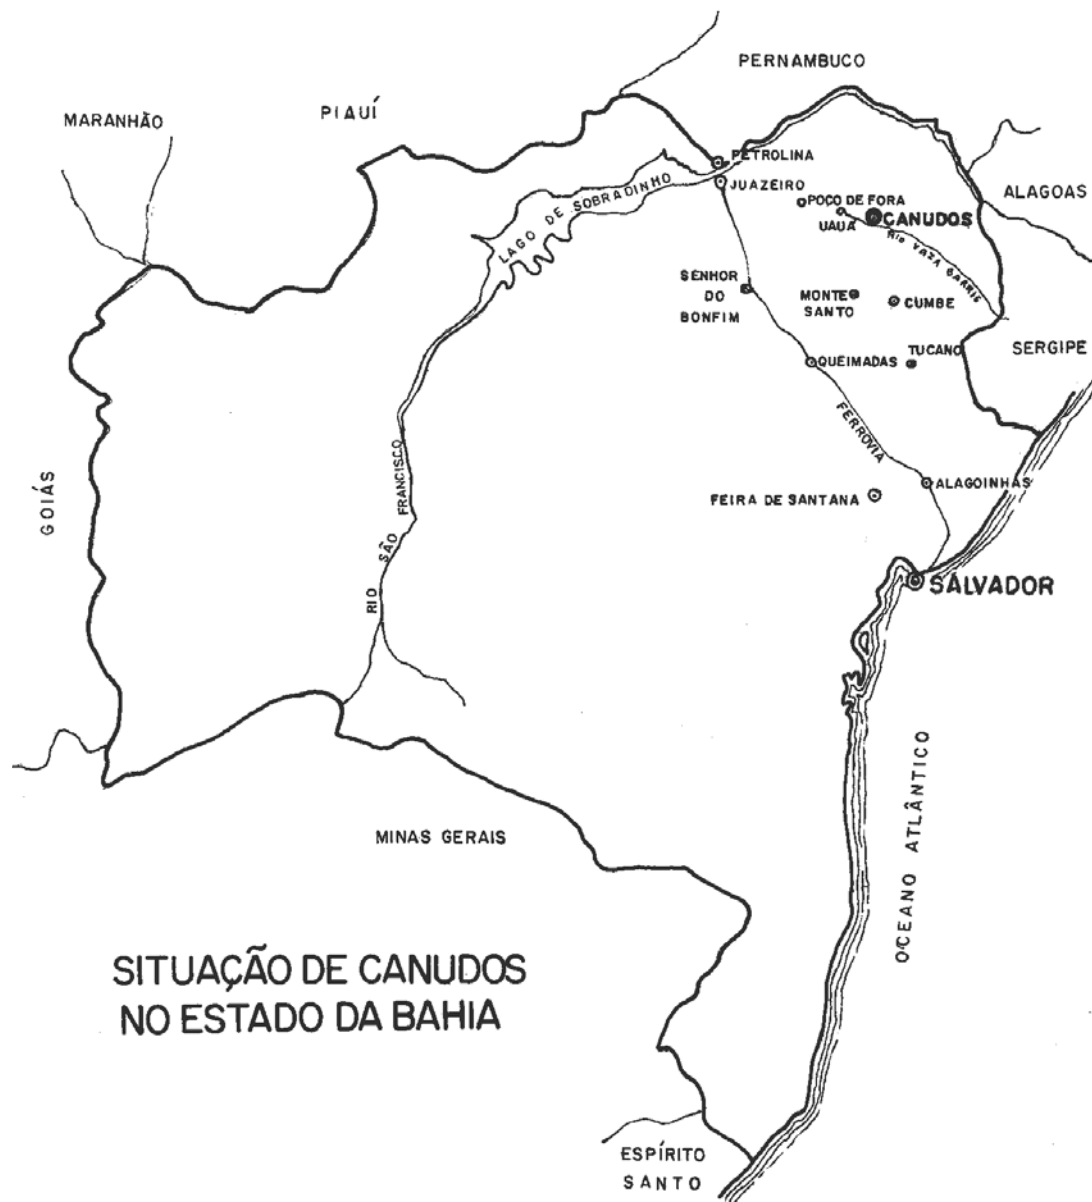 PERNAMBUCO
PIAUÍ
MARANHÃO
PETROLINA
JUAZEIRO
LAGO DE SOBRADINHO
POÇO DE FORA
ALAGOAS
CANUDOS
UAUÁ
RIO VAZA BARRIS
SENHOR
DO
BONFIM
MONTE
SANTO
CUMBE
SERGIPE
QUEIMADAS
TUCANO
FERROVIA
GOIÁS
RIO SÃO FRANCISCO
FEIRA DE SANTANA
ALAGOINHAS
SALVADOR
OCEANO ATLÂNTICO
MINAS GERAIS
SITUAÇÃO DE CANUDOS
NO ESTADO DA BAHIA
ESPÍRITO
SANTO